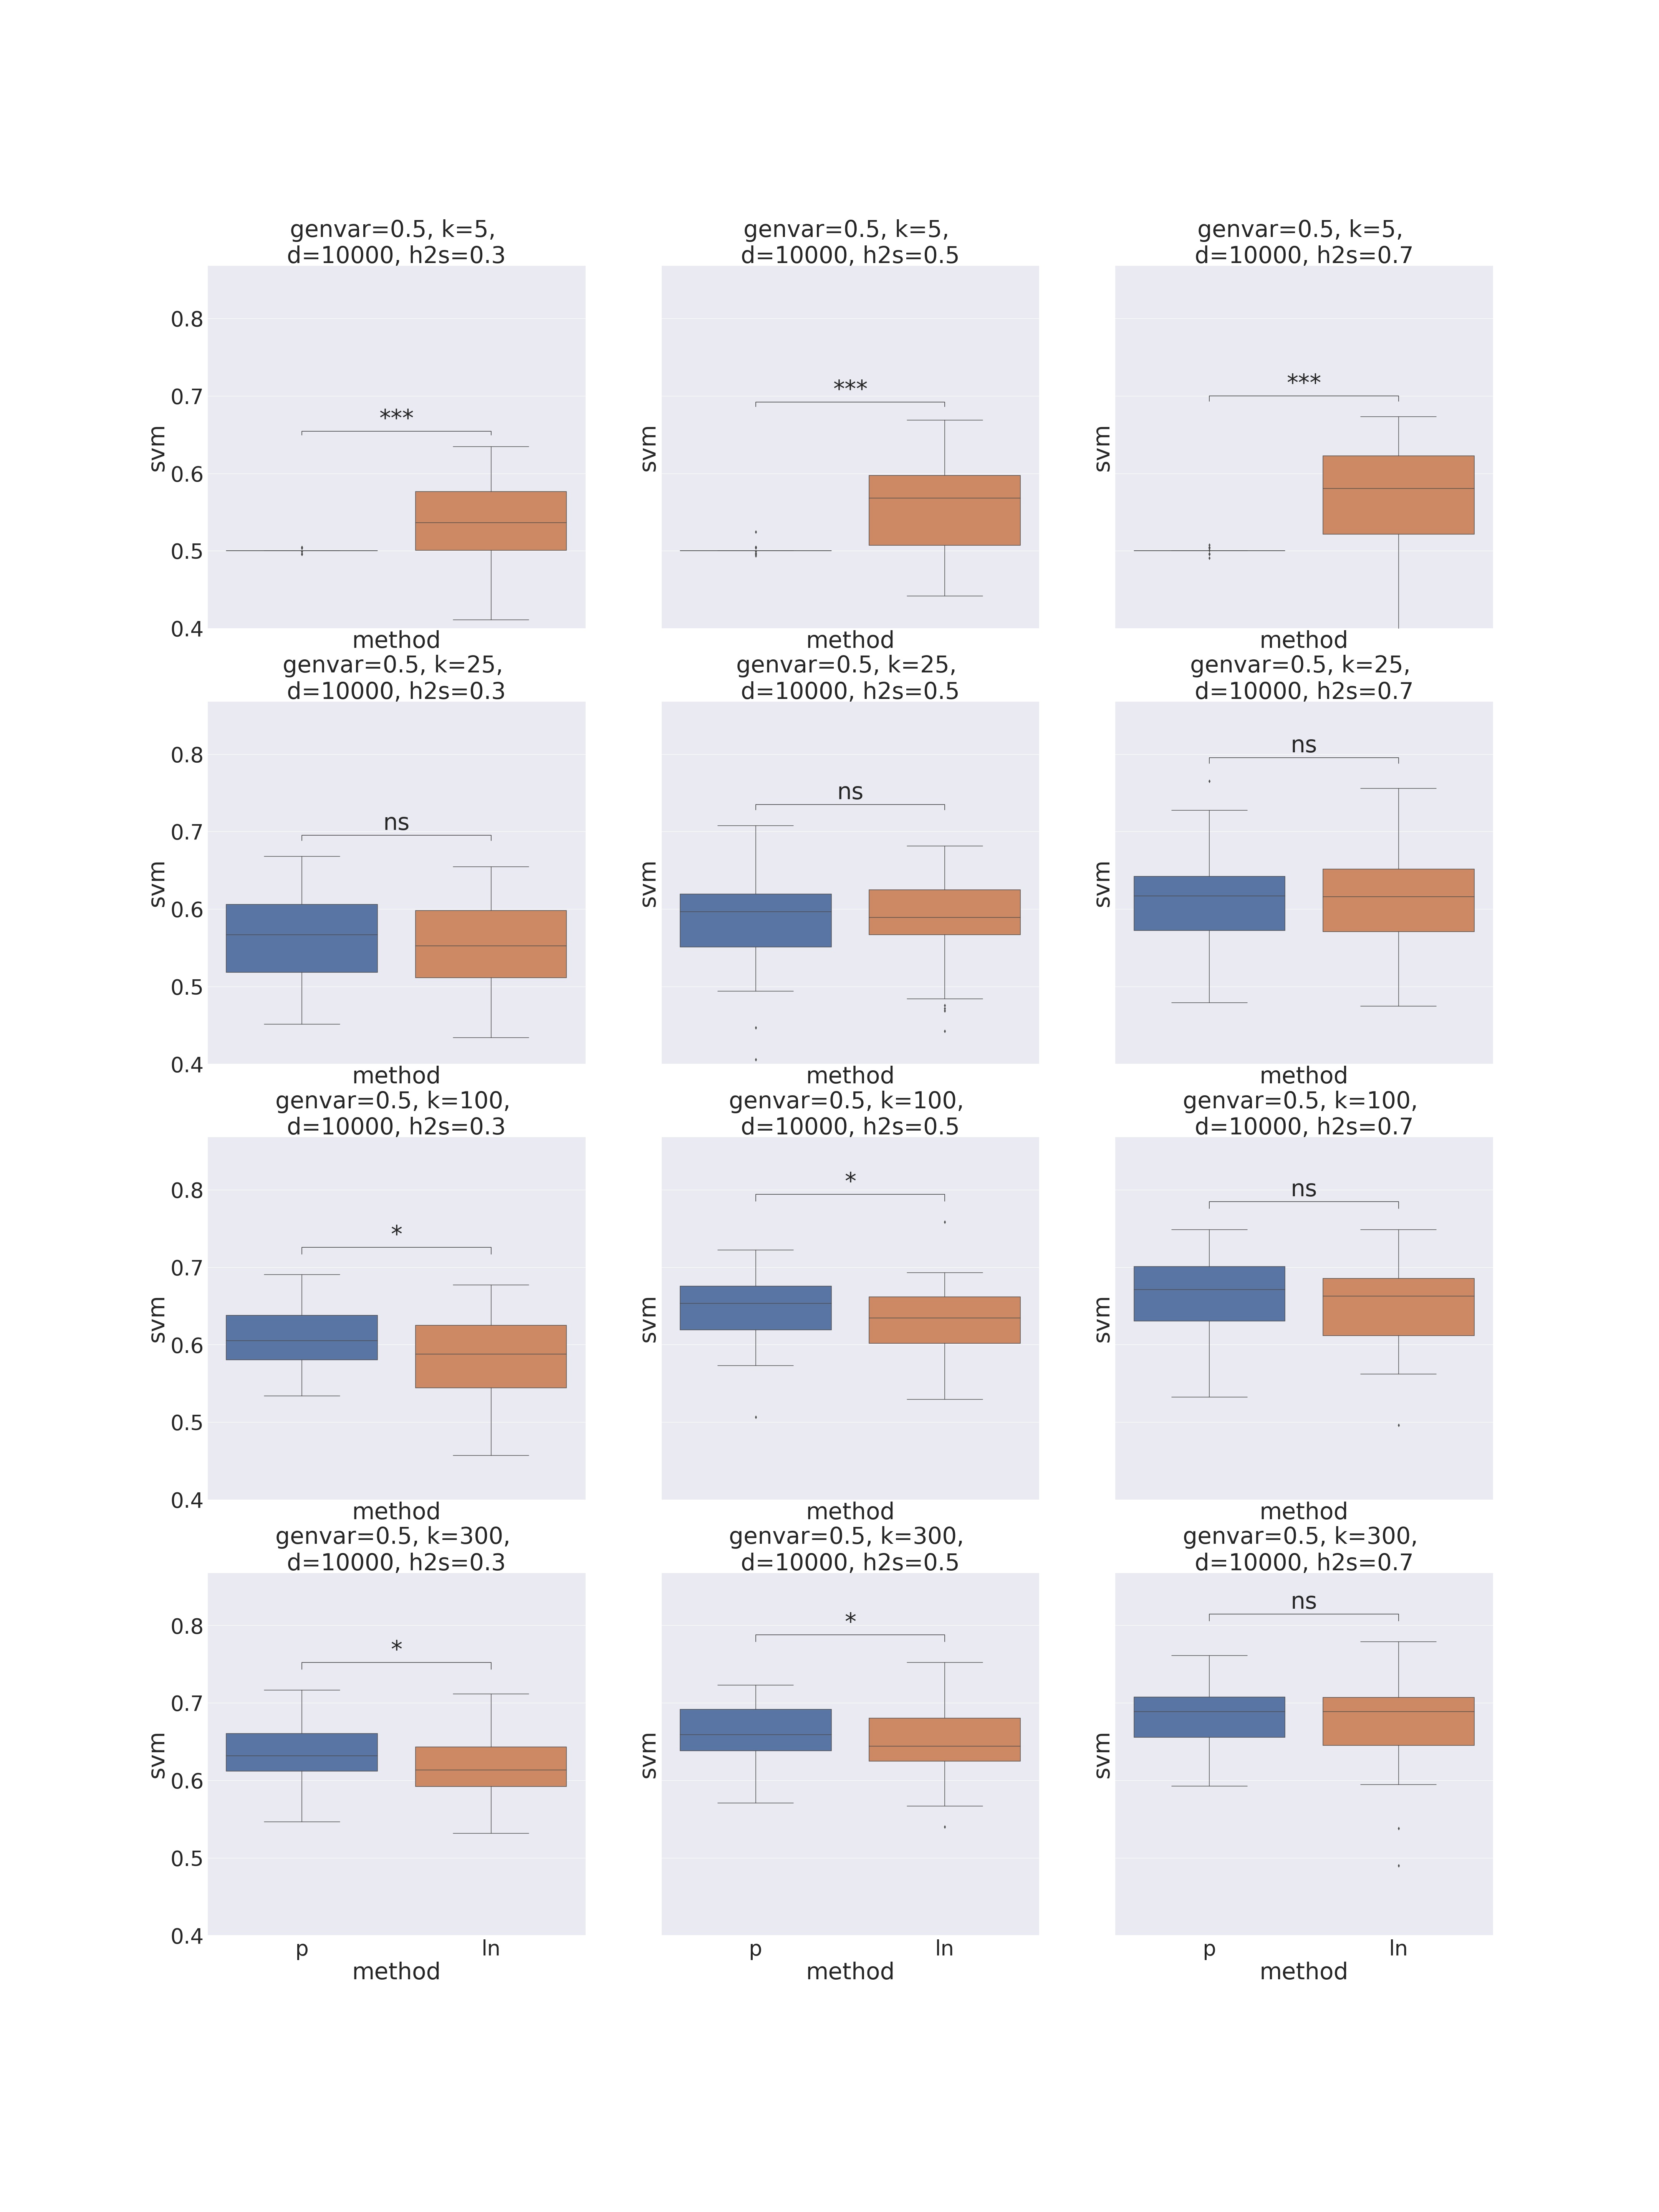 genvar=0.5, k=5,
d=10000, h2s=0.3
genvar=0.5, k=5,
d=10000, h2s=0.5
genvar=0.5, k=5,
d=10000, h2s=0.7
0.8
0.7
0.6
0.5
0.4
svm
***
method
svm
***
method
svm
***
method
genvar=0.5, k=25,
d=10000, h2s=0.3
genvar=0.5, k=25,
d=10000, h2s=0.5
genvar=0.5, k=25,
d=10000, h2s=0.7
0.8
0.7
0.6
0.5
0.4
svm
ns
method
svm
ns
method
svm
ns
method
genvar=0.5, k=100,
d=10000, h2s=0.3
genvar=0.5, k=100,
d=10000, h2s=0.5
genvar=0.5, k=100,
d=10000, h2s=0.7
0.8
0.7
0.6
0.5
0.4
svm
*
method
svm
*
method
svm
ns
method
genvar=0.5, k=300,
d=10000, h2s=0.3
genvar=0.5, k=300,
d=10000, h2s=0.5
genvar=0.5, k=300,
d=10000, h2s=0.7
0.8
0.7
0.6
0.5
0.4
svm
*
p ln
method
svm
*
p ln
method
svm
ns
p ln
method